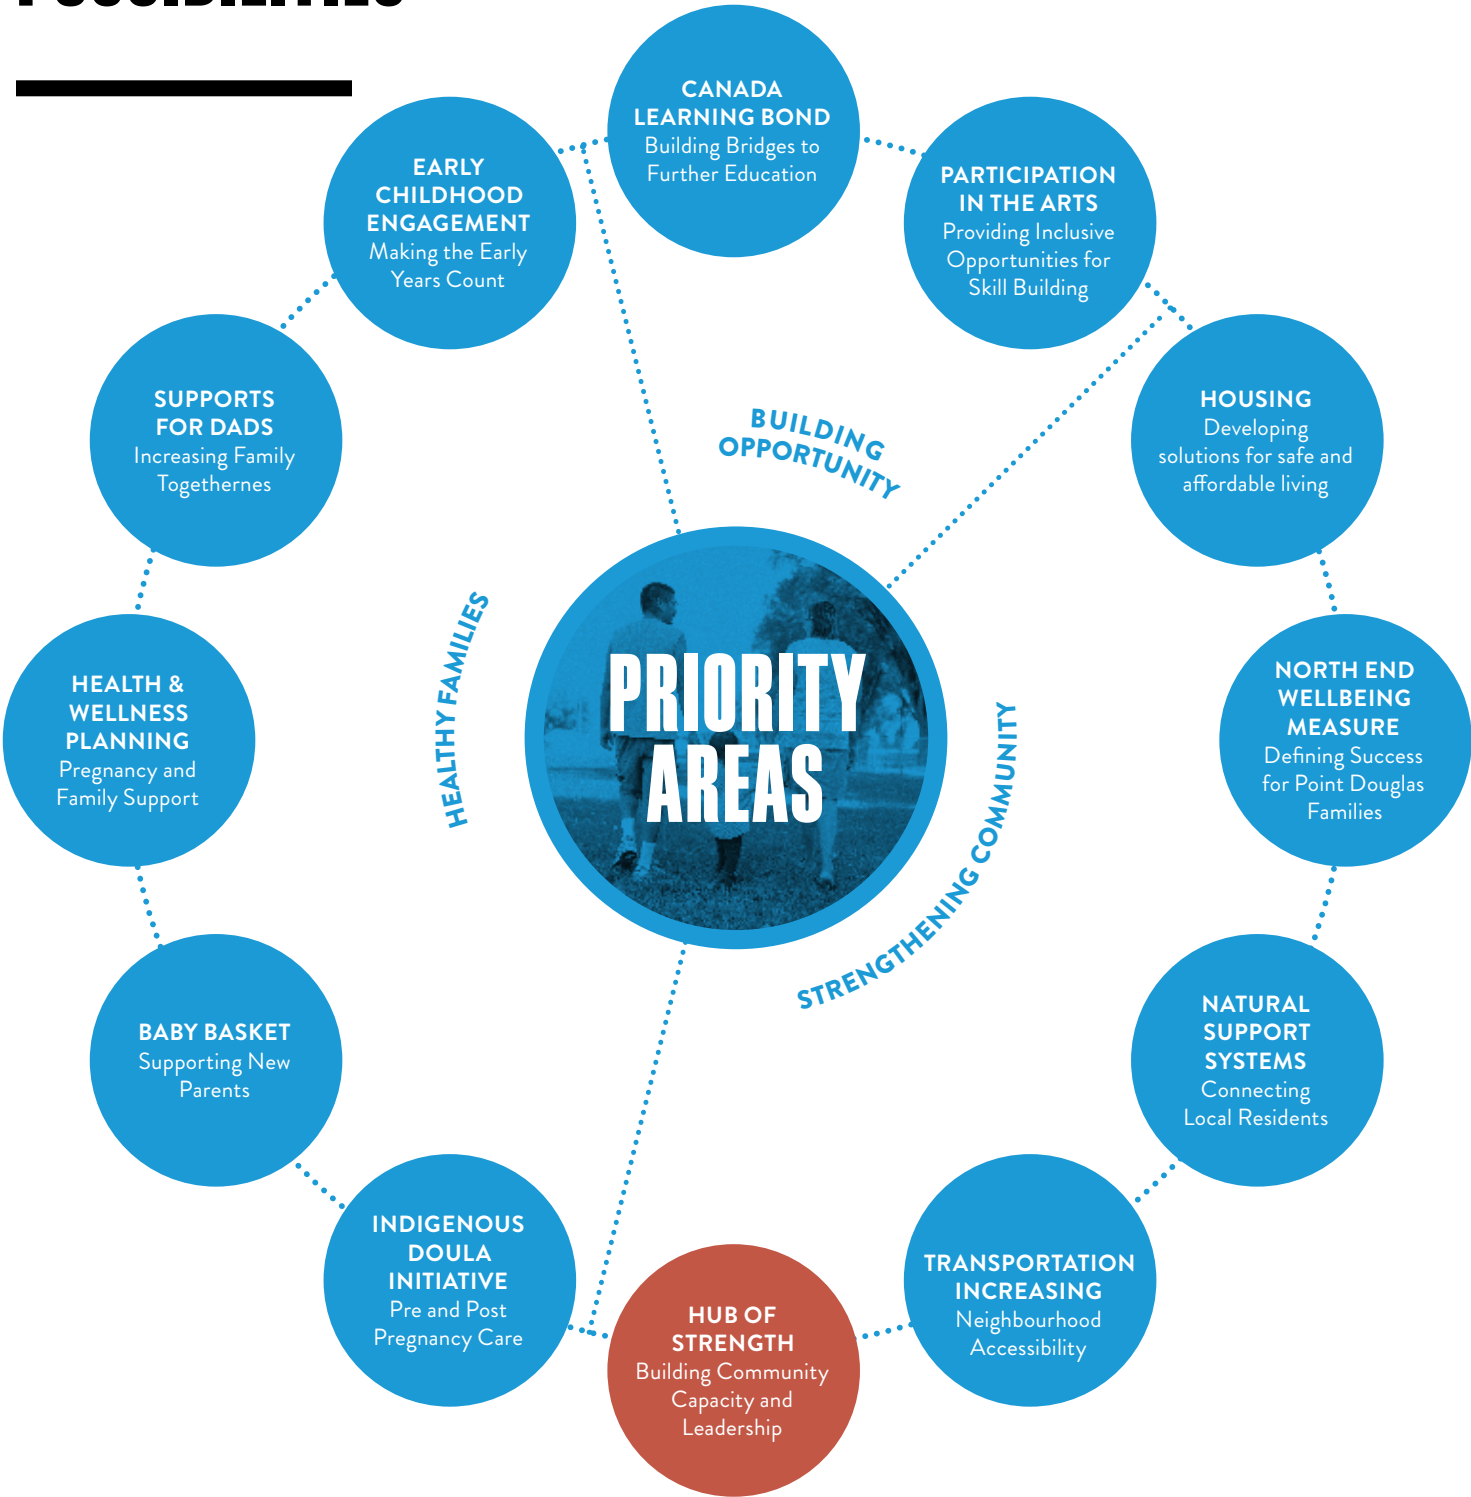 CANADA
LEARNING BOND
Building Bridges to
Further Education
PARTICIPATION
IN THE ARTS
Providing Inclusive
Opportunities for
Skill Building
HOUSING
Developing
solutions for safe and
affordable living
NORTH END
WELLBEING
MEASURE
Defining Success
for Point Douglas
Families
NATURAL
SUPPORT
SYSTEMS
Connecting
Local Residents
TRANSPORTATION
INCREASING
Neighbourhood
Accessibility
HUB OF
STRENGTH
Building Community
Capacity and
Leadership
INDIGENOUS
DOULA
INITIATIVE
Pre and Post
Pregnancy Care
BABY BASKET
Supporting New
Parents
HEALTH &
WELLNESS
PLANNING
Pregnancy and
Family Support
SUPPORTS
FOR DADS
Increasing Family
Togethernes
EARLY
CHILDHOOD
ENGAGEMENT
Making the Early
Years Count
BUILDING
OPPORTUNITY
HEALTHY FAMILIES
STRENGTHENING COMMUNITY
PRIORITY
AREAS